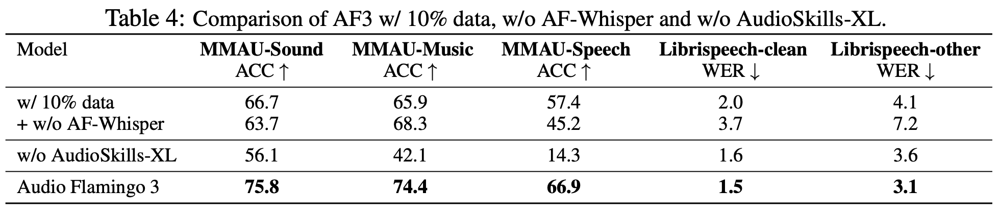 Table 4: Comparison of AF3 w/ 10% data, w/o AF-Whisper and w/o AudioSkills-XL.
Model MMAU-Sound MMAU-Music MMAU-Speech Librispeech-clean Librispeech-other
ACC ↑ ACC ↑ ACC ↑ WER ↓ WER ↓
w/ 10% data 66.7 65.9 57.4 2.0 4.1
+ w/o AF-Whisper 63.7 68.3 45.2 3.7 7.2
w/o AudioSkills-XL 56.1 42.1 14.3 1.6 3.6
Audio Flamingo 3 75.8 74.4 66.9 1.5 3.1